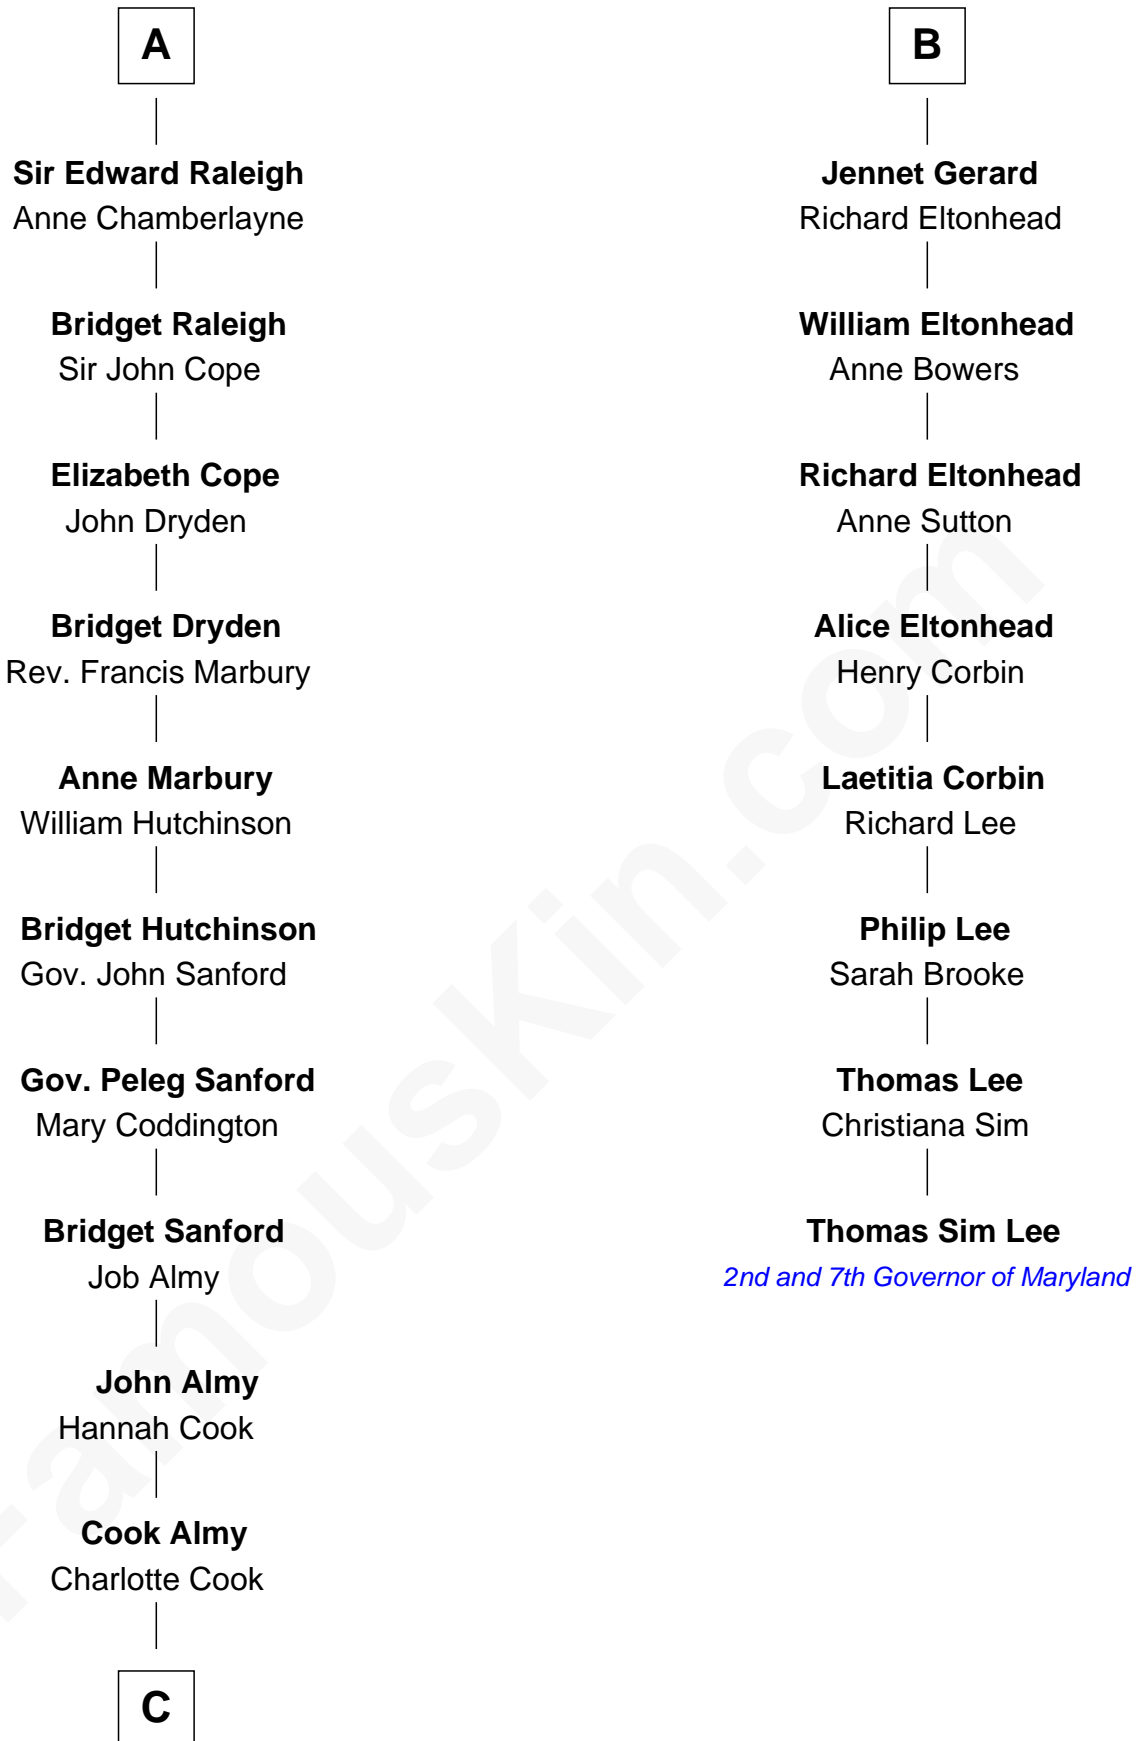 A
Sir Edward Raleigh
Anne Chamberlayne
Bridget Raleigh
Sir John Cope
Elizabeth Cope
John Dryden
Bridget Dryden
Rev. Francis Marbury
Anne Marbury
William Hutchinson
Bridget Hutchinson
Gov. John Sanford
Gov. Peleg Sanford
Mary Coddington
Bridget Sanford
Job Almy
John Almy
Hannah Cook
Cook Almy
Charlotte Cook
C
B
Jennet Gerard
Richard Eltonhead
William Eltonhead
Anne Bowers
Richard Eltonhead
Anne Sutton
Alice Eltonhead
Henry Corbin
Laetitia Corbin
Richard Lee
Philip Lee
Sarah Brooke
Thomas Lee
Christiana Sim
Thomas Sim Lee
2nd and 7th Governor of Maryland
FamousKin.com